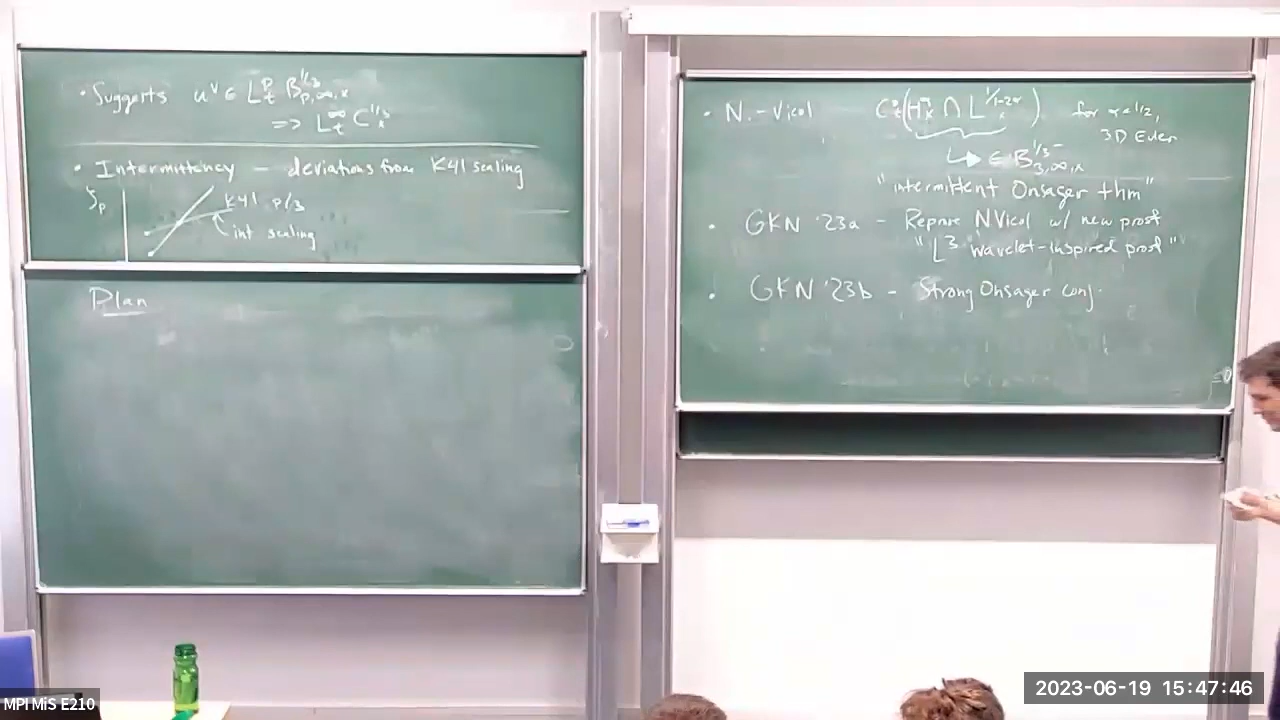 · Suggests u^ν ∈ L^p_t B^{1/3}_{p,∞,x}
=> L^∞_t C^{1/3}_x
· Intermittency – deviations from K41 scaling
ζ_p
K41 p/3
int scaling
Plan
· N.-Vicol C^0_t(H^α_x ∩ L^{1/1-2α}_x) for α<1/2,
3D Euler
↳ ∈ B^{1/3-}_{3,∞,x}
"intermittent Onsager thm"
· GKN '23a – Reprove NVicol w/ new proof
"L^3 wavelet-inspired proof"
· GKN '23b – Strong Onsager conj.
MPI MiS E210
2023-06-19 15:47:46